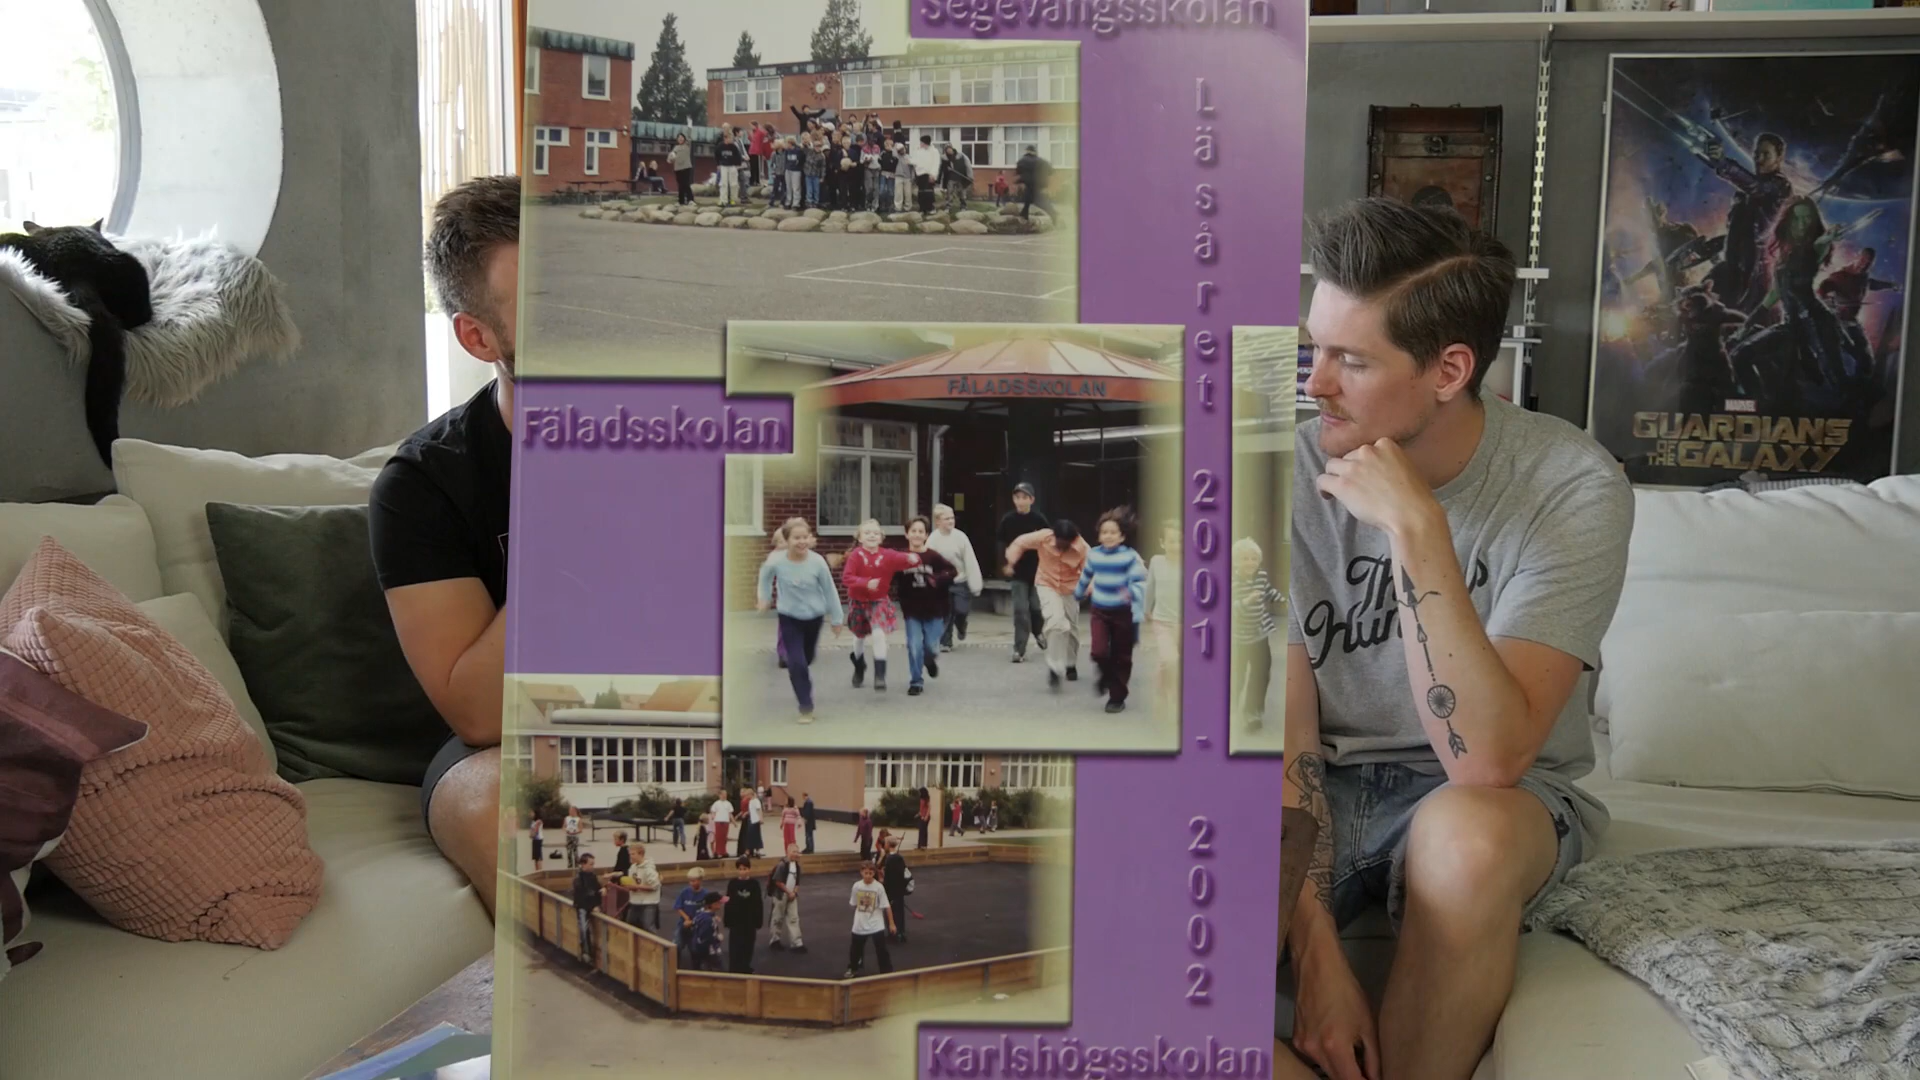 Segevångsskolan
Läsåret 2001 - 2002
FÄLADSSKOLAN
Fäladsskolan
Karlshögsskolan
MARVEL
GUARDIANS
OF THE GALAXY